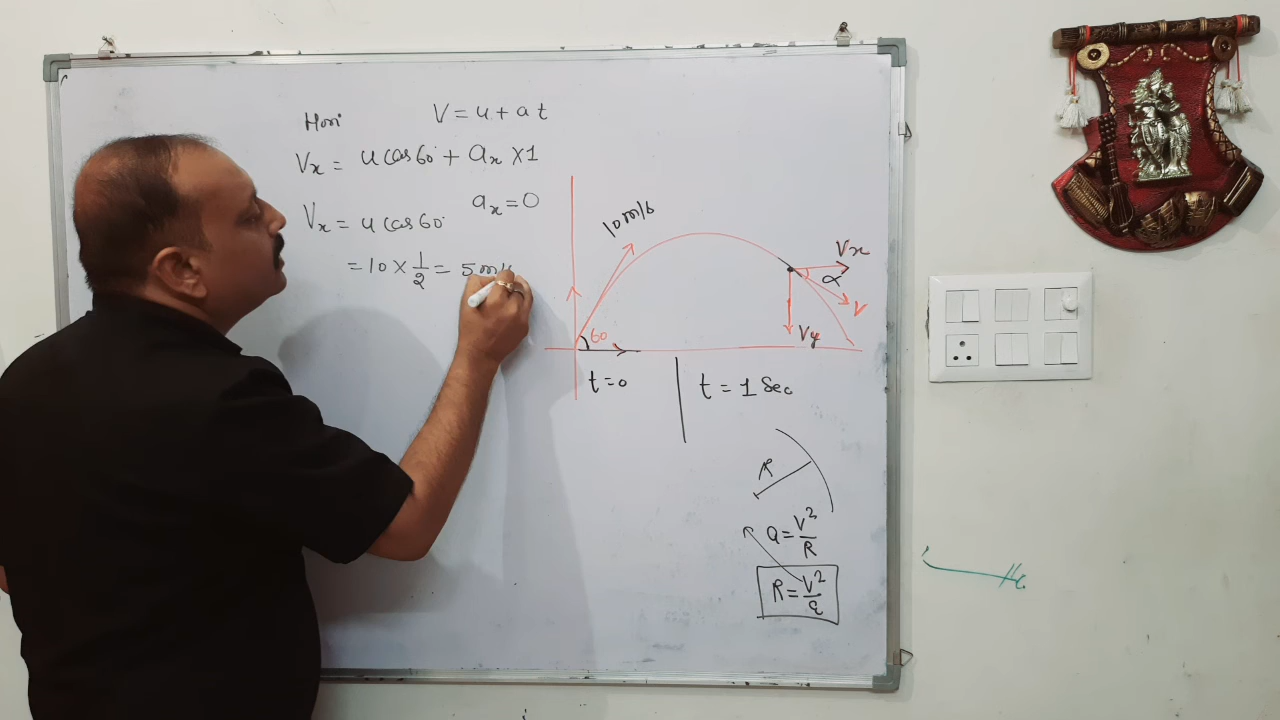 Hori V = u + at
Vx = u cos 60° + ax × 1
ax = 0
Vx = u cos 60°
= 10 × 1/2 = 5 m/
10 m/s
60
Vx
α
V
Vy
t = 0
t = 1 Sec
R
a = V²/R
R = V²/a